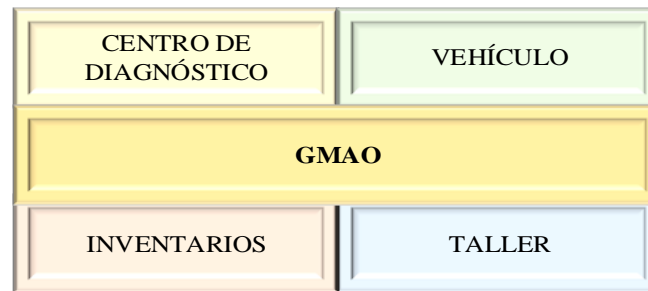 CENTRO DE
DIAGNÓSTICO
VEHÍCULO
GMAO
INVENTARIOS
TALLER